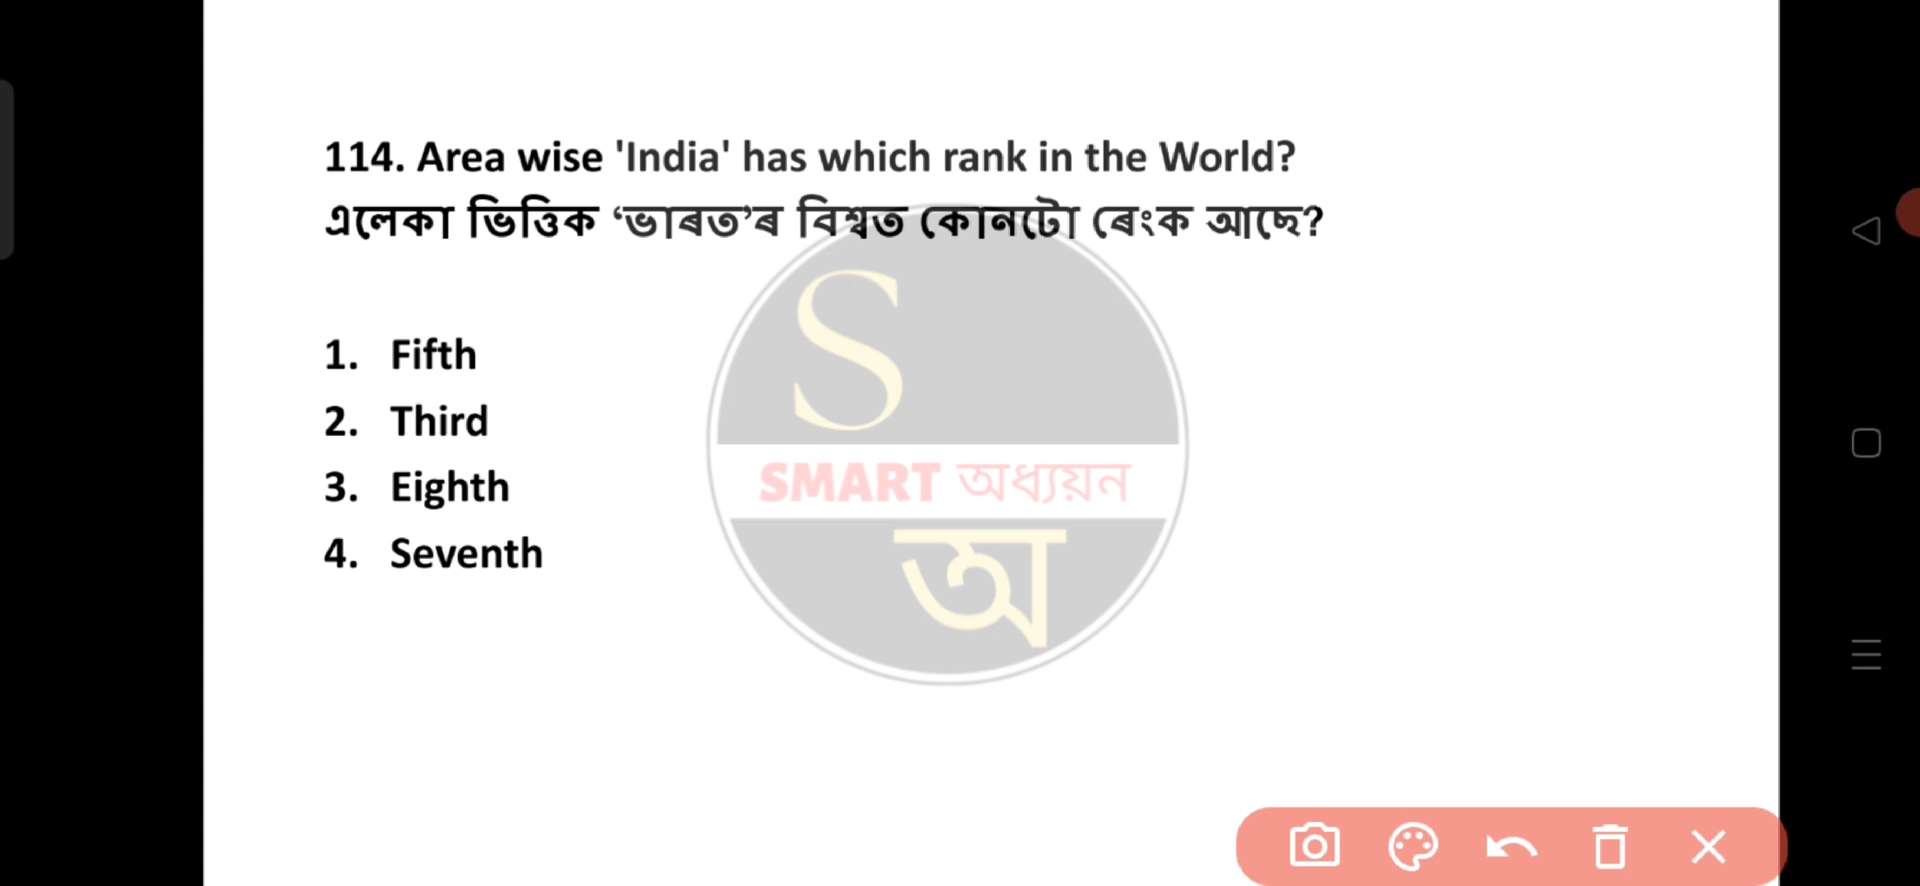 114. Area wise 'India' has which rank in the World?
এলেকা ভিত্তিক ‘ভাৰত’ৰ বিশ্বত কোনটো ৰেংক আছে?
1. Fifth
2. Third
3. Eighth
4. Seventh
S
SMART অধ্যয়ন
অ